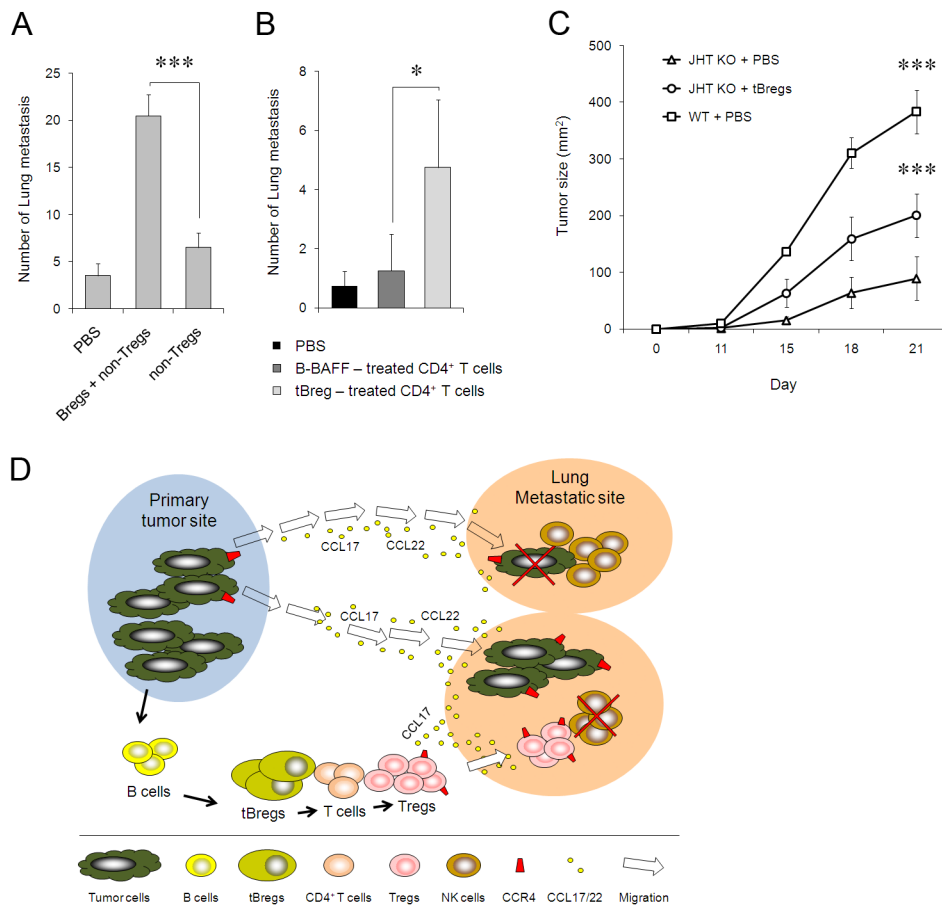 A
***
Number of Lung metastasis
25
20
15
10
5
0
PBS
Bregs + non-Tregs
non-Tregs
B
*
Number of Lung metastasis
8
6
4
2
0
PBS
B-BAFF – treated CD4⁺ T cells
tBreg – treated CD4⁺ T cells
C
Tumor size (mm²)
500
400
300
200
100
0
JHT KO + PBS
JHT KO + tBregs
WT + PBS
***
***
0 11 15 18 21
Day
D
Primary
tumor site
Lung
Metastatic site
CCL17 CCL22
CCL17 CCL22
CCL17
B cells
tBregs T cells Tregs
Tumor cells B cells tBregs CD4⁺ T cells Tregs NK cells CCR4 CCL17/22 Migration